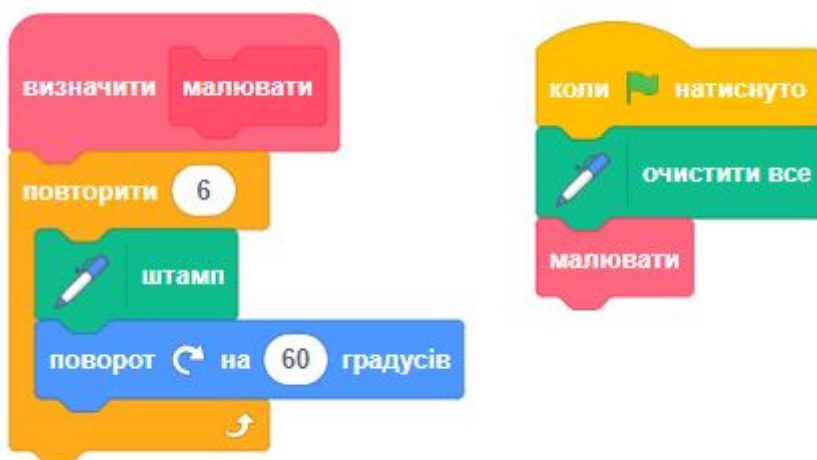 визначити малювати
повторити 6
штамп
поворот на 60 градусів
коли натиснуто
очистити все
малювати